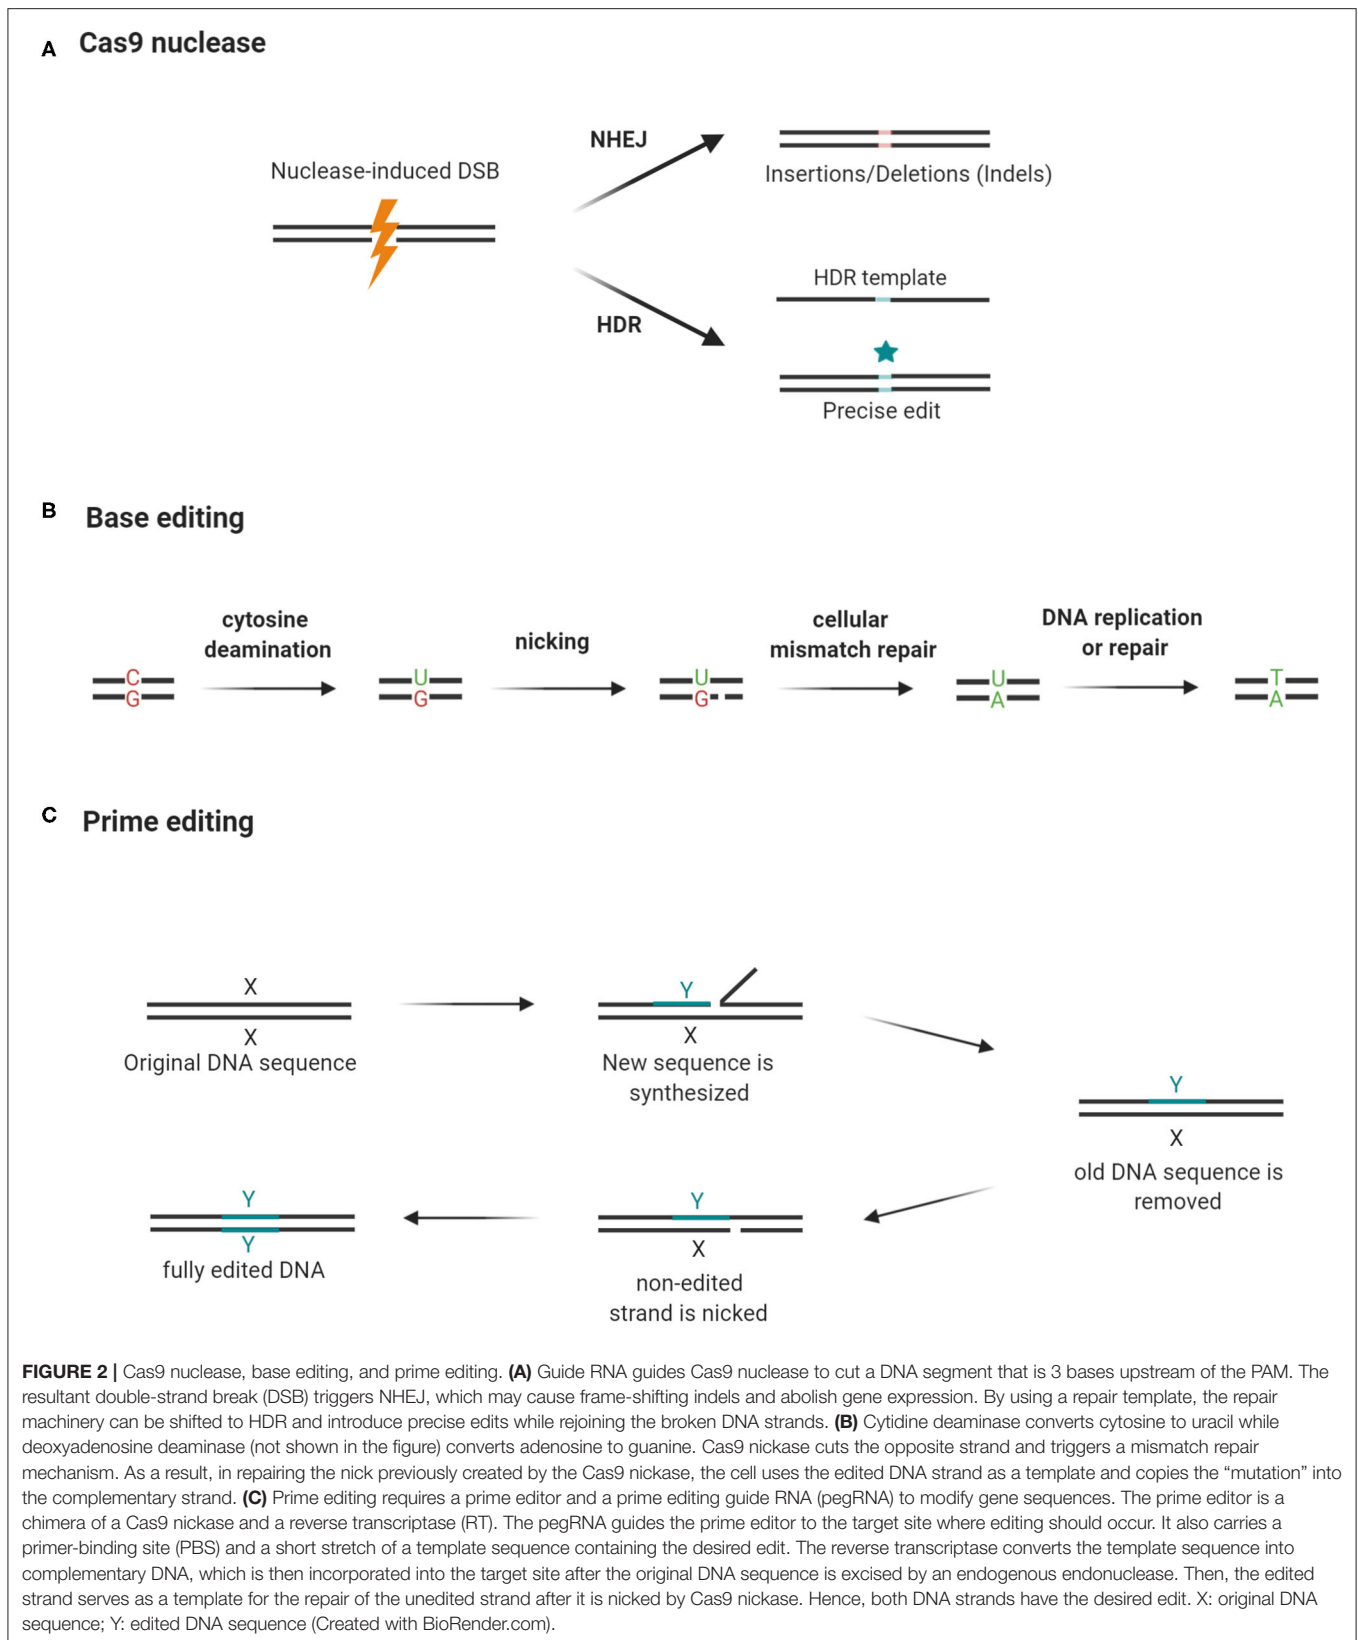 A Cas9 nuclease
NHEJ
Nuclease-induced DSB
Insertions/Deletions (Indels)
HDR template
HDR
Precise edit
B Base editing
cytosine
deamination
nicking
cellular
mismatch repair
DNA replication
or repair
C
G
U
G
U
G
U
A
T
A
C Prime editing
X
X
Original DNA sequence
Y
X
New sequence is
synthesized
Y
X
old DNA sequence is
removed
Y
X
non-edited
strand is nicked
Y
Y
fully edited DNA
FIGURE 2 | Cas9 nuclease, base editing, and prime editing. (A) Guide RNA guides Cas9 nuclease to cut a DNA segment that is 3 bases upstream of the PAM. The
resultant double-strand break (DSB) triggers NHEJ, which may cause frame-shifting indels and abolish gene expression. By using a repair template, the repair
machinery can be shifted to HDR and introduce precise edits while rejoining the broken DNA strands. (B) Cytidine deaminase converts cytosine to uracil while
deoxyadenosine deaminase (not shown in the figure) converts adenosine to guanine. Cas9 nickase cuts the opposite strand and triggers a mismatch repair
mechanism. As a result, in repairing the nick previously created by the Cas9 nickase, the cell uses the edited DNA strand as a template and copies the “mutation” into
the complementary strand. (C) Prime editing requires a prime editor and a prime editing guide RNA (pegRNA) to modify gene sequences. The prime editor is a
chimera of a Cas9 nickase and a reverse transcriptase (RT). The pegRNA guides the prime editor to the target site where editing should occur. It also carries a
primer-binding site (PBS) and a short stretch of a template sequence containing the desired edit. The reverse transcriptase converts the template sequence into
complementary DNA, which is then incorporated into the target site after the original DNA sequence is excised by an endogenous endonuclease. Then, the edited
strand serves as a template for the repair of the unedited strand after it is nicked by Cas9 nickase. Hence, both DNA strands have the desired edit. X: original DNA
sequence; Y: edited DNA sequence (Created with BioRender.com).